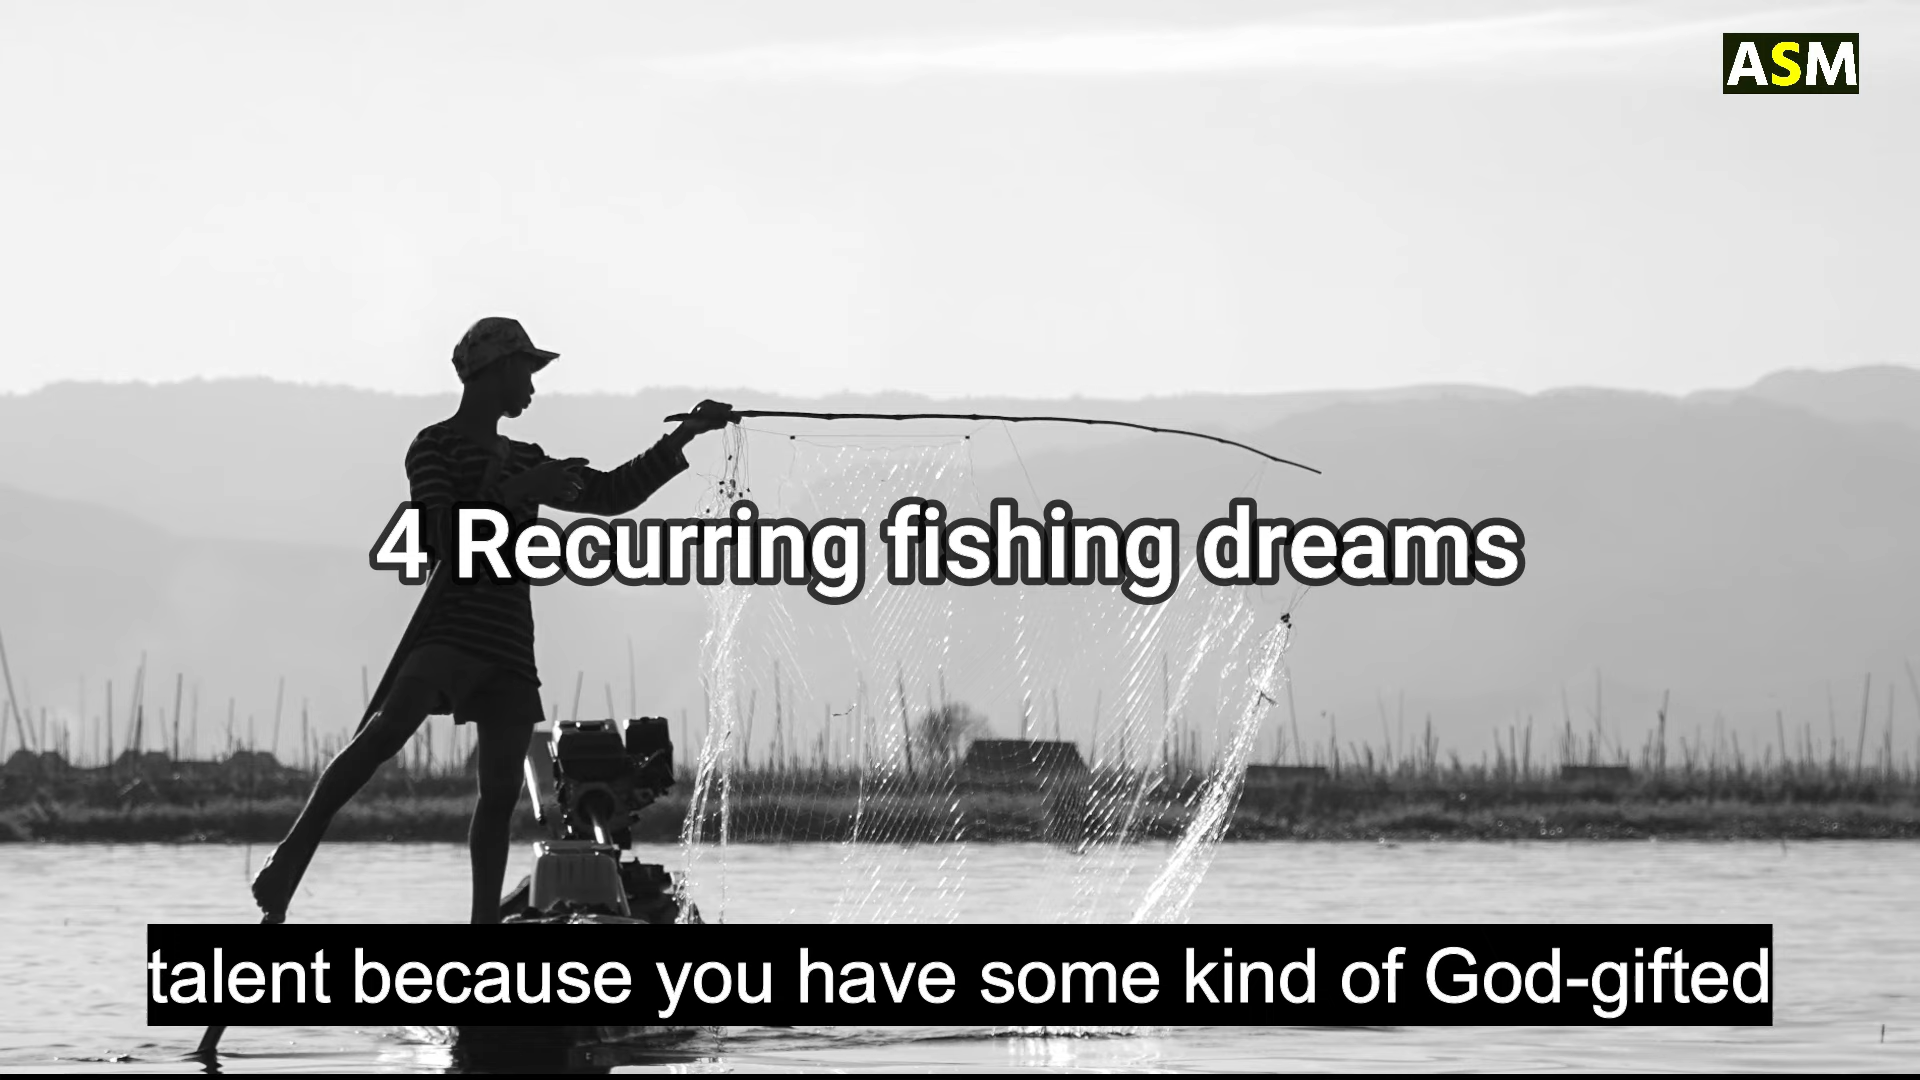 ASM
4 Recurring fishing dreams
talent because you have some kind of God-gifted